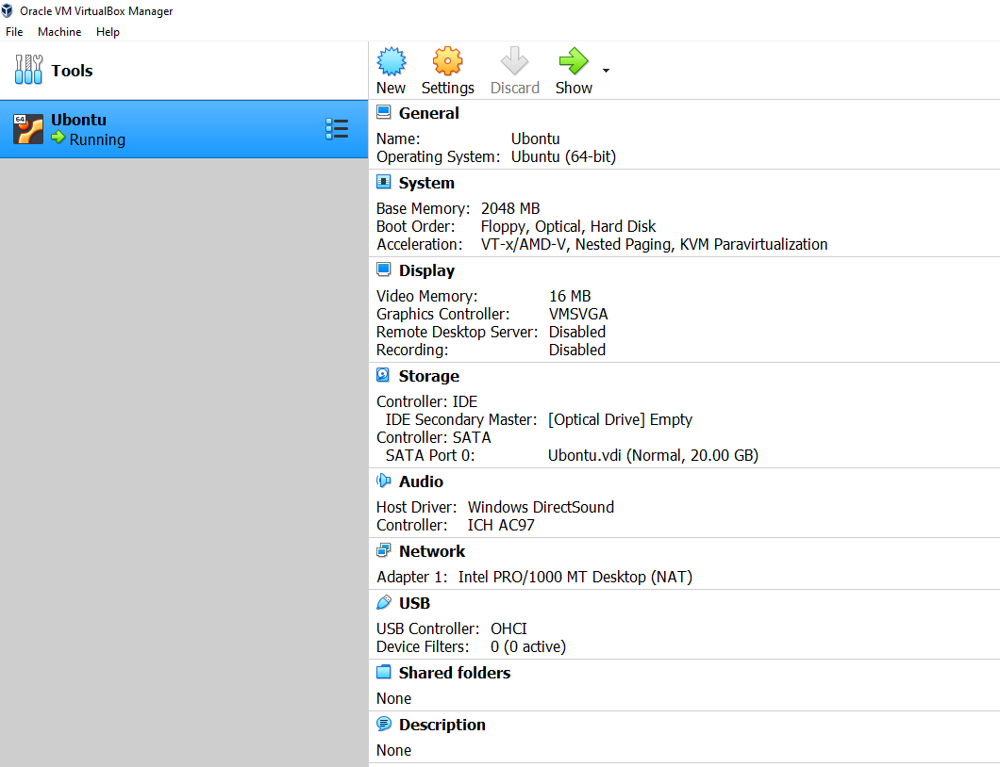 Oracle VM VirtualBox Manager
File Machine Help
Tools
64
Ubontu
Running
New Settings Discard Show
General
Name: Ubontu
Operating System: Ubuntu (64-bit)
System
Base Memory: 2048 MB
Boot Order: Floppy, Optical, Hard Disk
Acceleration: VT-x/AMD-V, Nested Paging, KVM Paravirtualization
Display
Video Memory: 16 MB
Graphics Controller: VMSVGA
Remote Desktop Server: Disabled
Recording: Disabled
Storage
Controller: IDE
IDE Secondary Master: [Optical Drive] Empty
Controller: SATA
SATA Port 0: Ubontu.vdi (Normal, 20.00 GB)
Audio
Host Driver: Windows DirectSound
Controller: ICH AC97
Network
Adapter 1: Intel PRO/1000 MT Desktop (NAT)
USB
USB Controller: OHCI
Device Filters: 0 (0 active)
Shared folders
None
Description
None